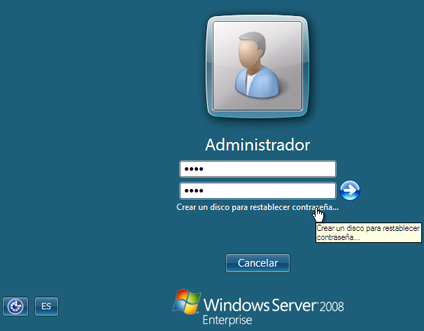 Administrador
Crear un disco para restablecer contraseña...
Crear un disco para restablecer
contraseña...
Cancelar
ES
Windows Server 2008
Enterprise